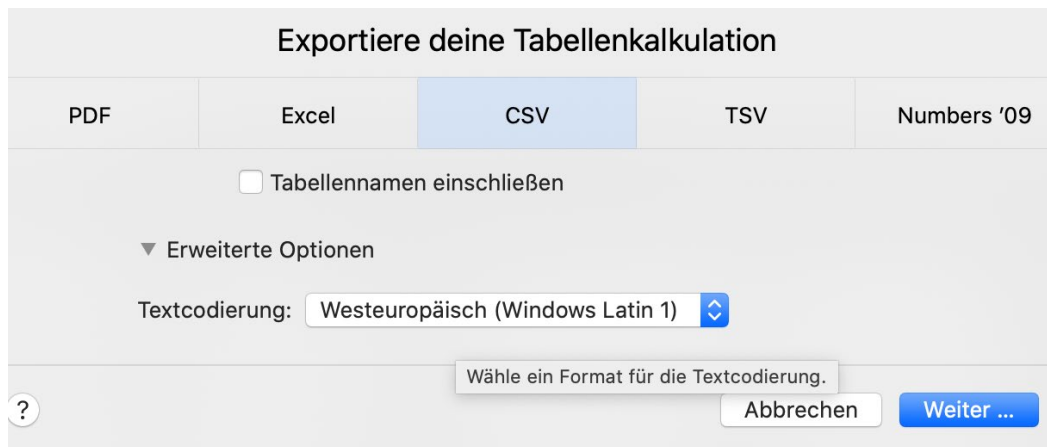 Exportiere deine Tabellenkalkulation
PDF Excel CSV TSV Numbers ’09
Tabellennamen einschließen
Erweiterte Optionen
Textcodierung: Westeuropäisch (Windows Latin 1)
Wähle ein Format für die Textcodierung.
? Abbrechen Weiter ...